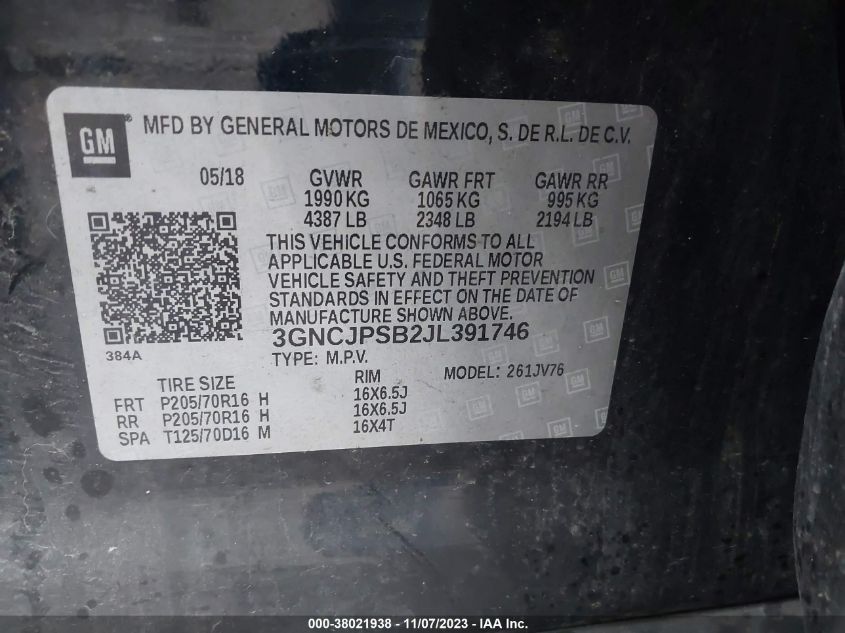 GM MFD BY GENERAL MOTORS DE MEXICO, S. DE R.L. DE C.V.
05/18 GVWR GAWR FRT GAWR RR
1990 KG 1065 KG 995 KG
4387 LB 2348 LB 2194 LB
THIS VEHICLE CONFORMS TO ALL
APPLICABLE U.S. FEDERAL MOTOR
VEHICLE SAFETY AND THEFT PREVENTION
STANDARDS IN EFFECT ON THE DATE OF
MANUFACTURE SHOWN ABOVE.
384A 3GNCJPSB2JL391746
TYPE: M.P.V.
TIRE SIZE RIM MODEL: 261JV76
FRT P205/70R16 H 16X6.5J
RR P205/70R16 H 16X6.5J
SPA T125/70D16 M 16X4T
000-38021938 - 11/07/2023 - IAAI.com